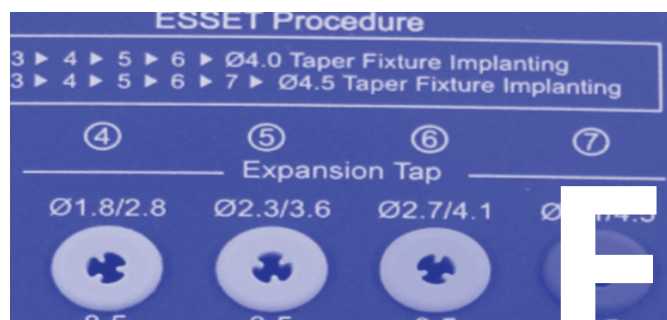 ESSET Procedure
3 ► 4 ► 5 ► 6 ► Ø4.0 Taper Fixture Implanting
3 ► 4 ► 5 ► 6 ► 7 ► Ø4.5 Taper Fixture Implanting
④ ⑤ ⑥ ⑦
Expansion Tap
Ø1.8/2.8 Ø2.3/3.6 Ø2.7/4.1
F